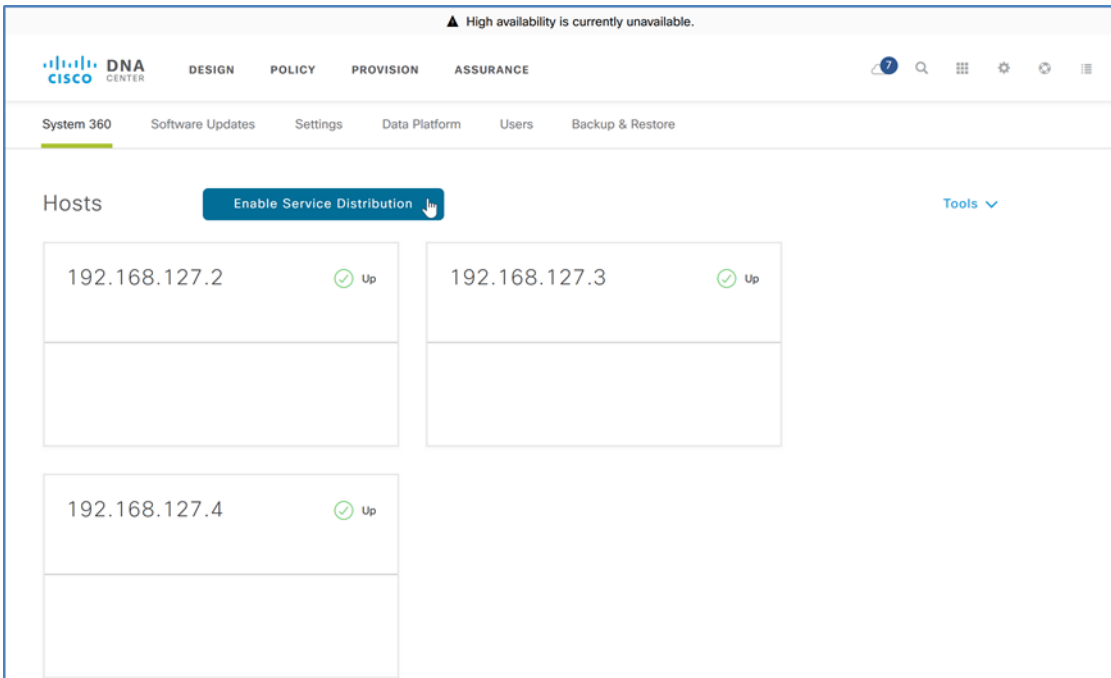 High availability is currently unavailable.
CISCO DNA CENTER DESIGN POLICY PROVISION ASSURANCE 7
System 360 Software Updates Settings Data Platform Users Backup & Restore
Hosts Enable Service Distribution Tools
192.168.127.2 Up 192.168.127.3 Up
192.168.127.4 Up